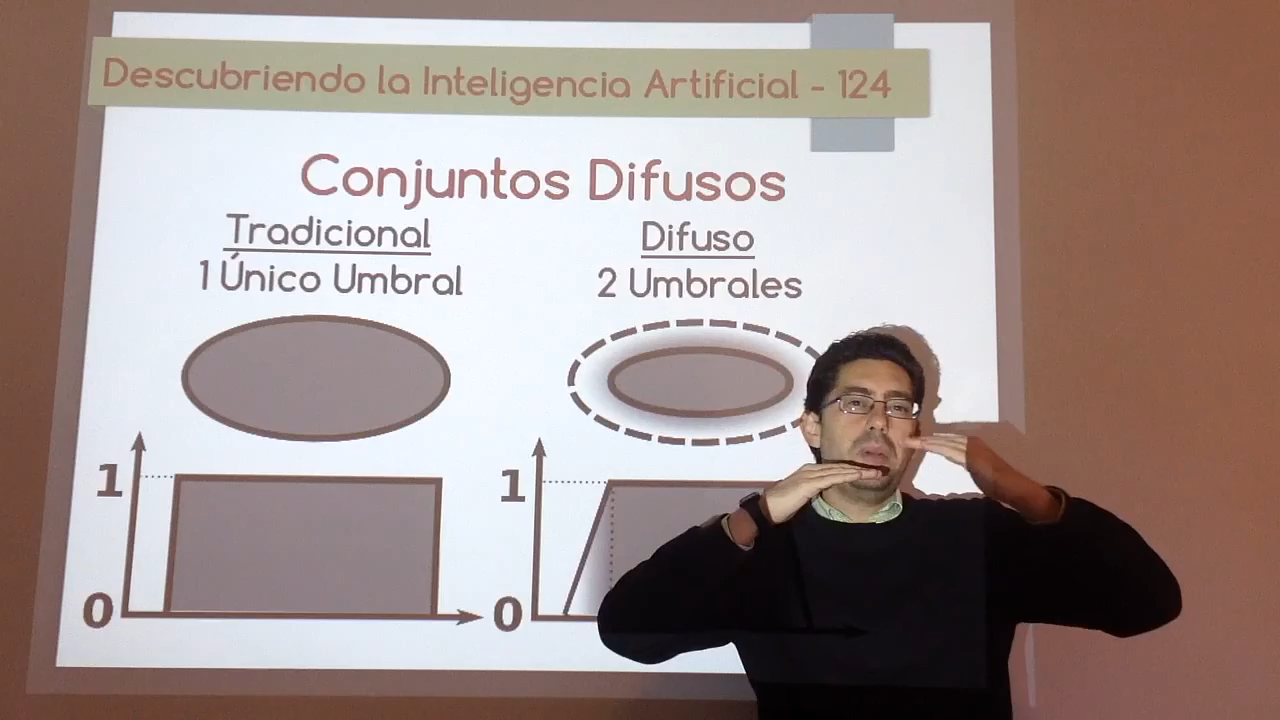 Descubriendo la Inteligencia Artificial - 124
Conjuntos Difusos
Tradicional
1 Único Umbral
1
0
Difuso
2 Umbrales
1
0